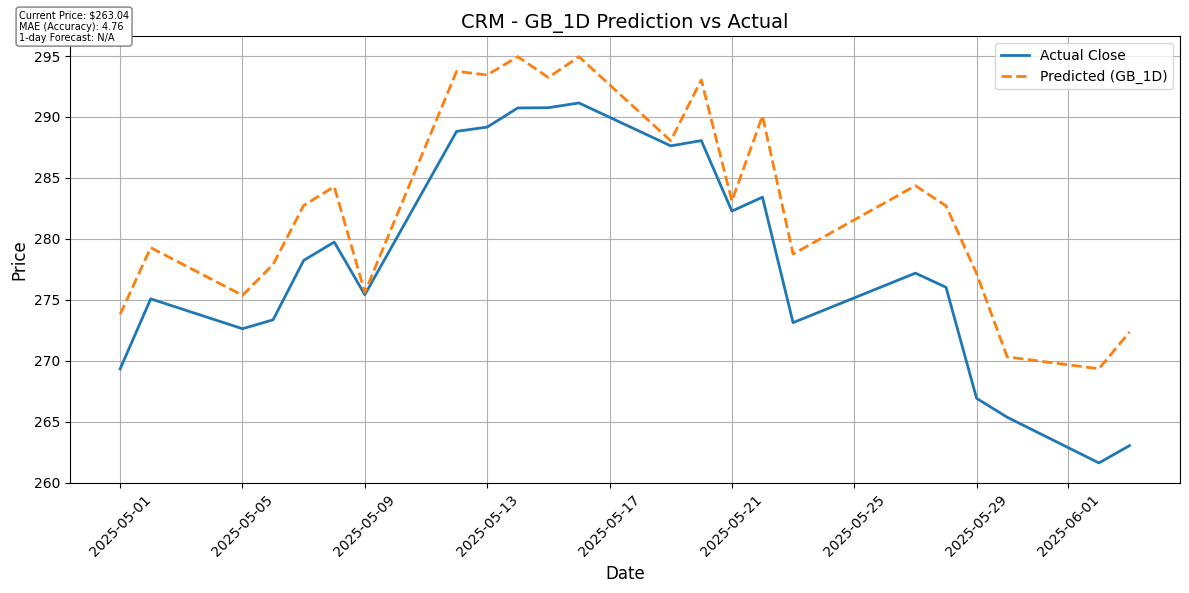 CRM - GB_1D Prediction vs Actual
Current Price: $263.04
MAE (Accuracy): 4.76
1-day Forecast: N/A
Actual Close
Predicted (GB_1D)
Price
295
290
285
280
275
270
265
260
2025-05-01
2025-05-05
2025-05-09
2025-05-13
2025-05-17
2025-05-21
2025-05-25
2025-05-29
2025-06-01
Date